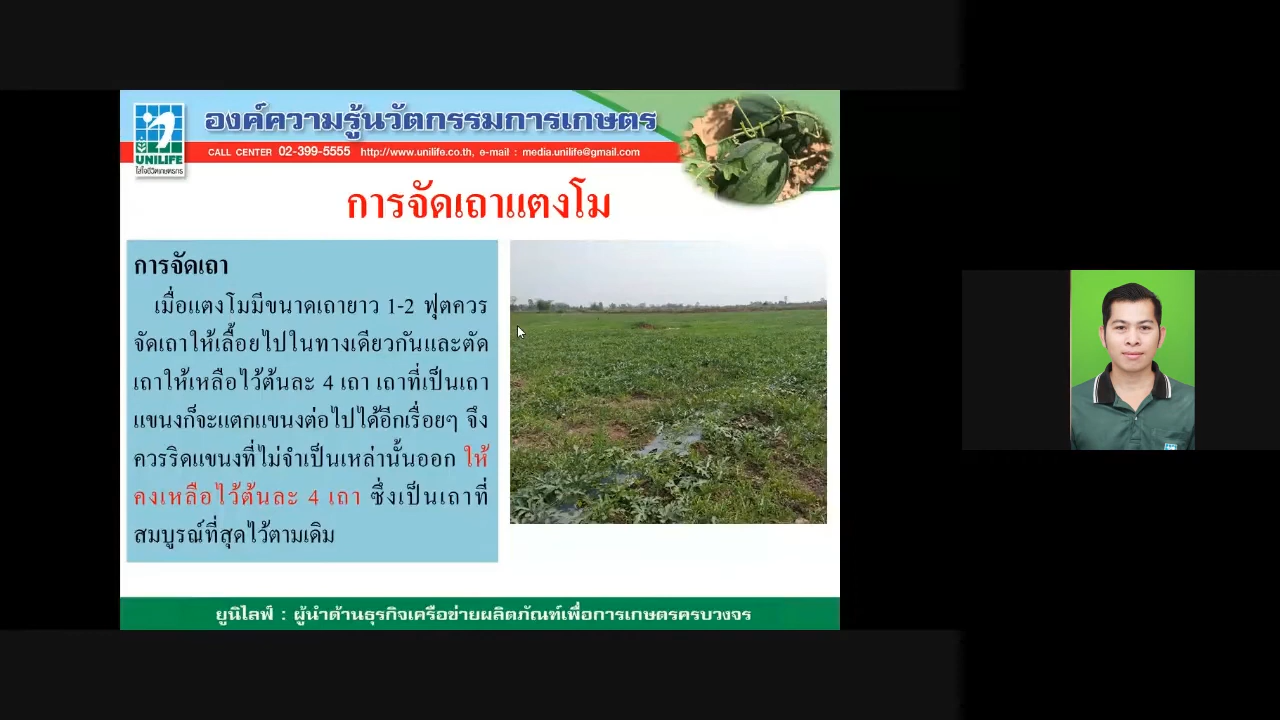 องค์ความรู้นวัตกรรมการเกษตร
UNILIFE
ใส่ใจชีวิตเกษตรกร
CALL CENTER 02-399-5555 http://www.unilife.co.th, e-mail : media.unilife@gmail.com
การจัดเถาแตงโม
การจัดเถา
เมื่อแตงโมมีขนาดเถายาว 1-2 ฟุตควร
จัดเถาให้เลื้อยไปในทางเดียวกันและตัด
เถาให้เหลือไว้ต้นละ 4 เถา เถาที่เป็นเถา
แขนงก็จะแตกแขนงต่อไปได้อีกเรื่อยๆ จึง
ควรริดแขนงที่ไม่จำเป็นเหล่านั้นออก ให้
คงเหลือไว้ต้นละ 4 เถา ซึ่งเป็นเถาที่
สมบูรณ์ที่สุดไว้ตามเดิม
ยูนิไลฟ์ : ผู้นำด้านธุรกิจเครือข่ายผลิตภัณฑ์เพื่อการเกษตรครบวงจร